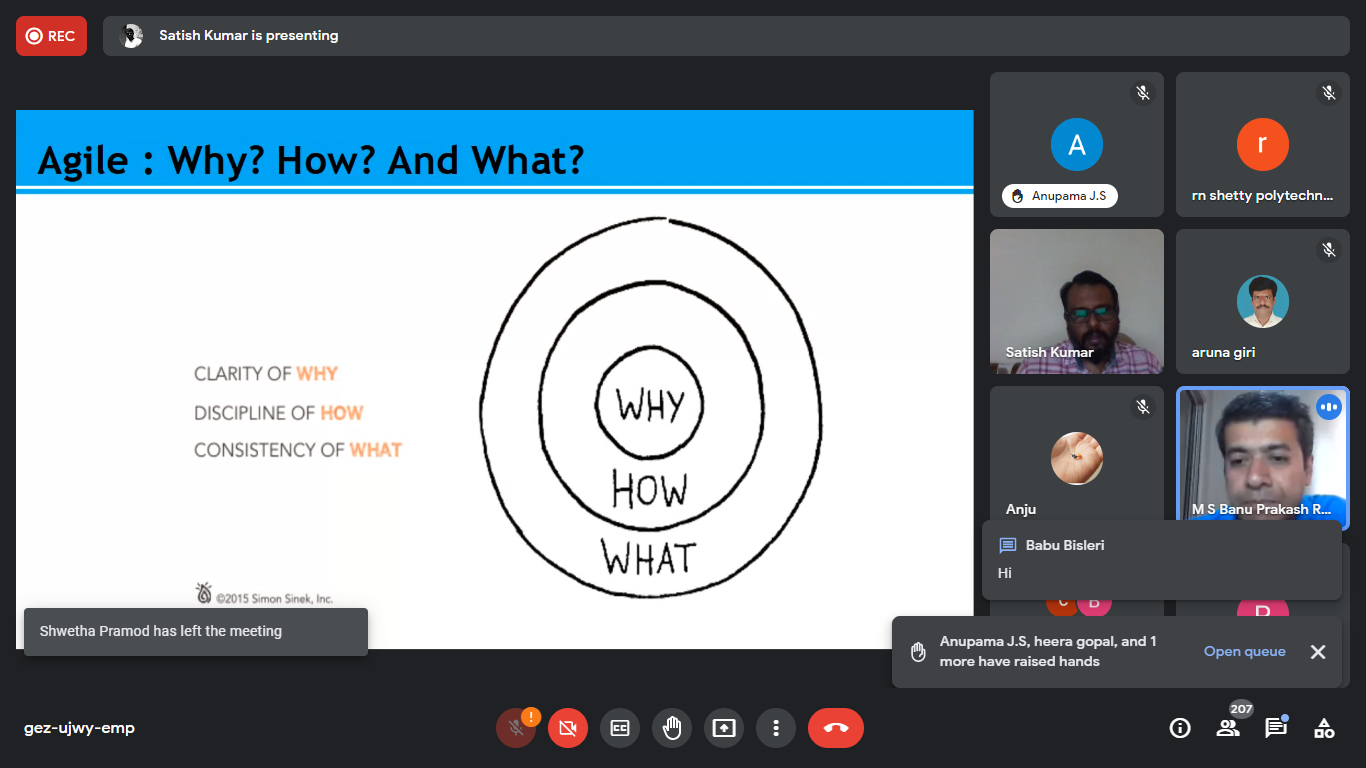 REC
Satish Kumar is presenting
Agile : Why? How? And What?
CLARITY OF WHY
DISCIPLINE OF HOW
CONSISTENCY OF WHAT
WHY
HOW
WHAT
©2015 Simon Sinek, Inc.
Shwetha Pramod has left the meeting
A
Anupama J.S
r
rn shetty polytechn...
Satish Kumar
aruna giri
Anju
M S Banu Prakash R...
Babu Bisleri
Hi
Anupama J.S, heera gopal, and 1
more have raised hands
Open queue
gez-ujwy-emp
!
CC
207